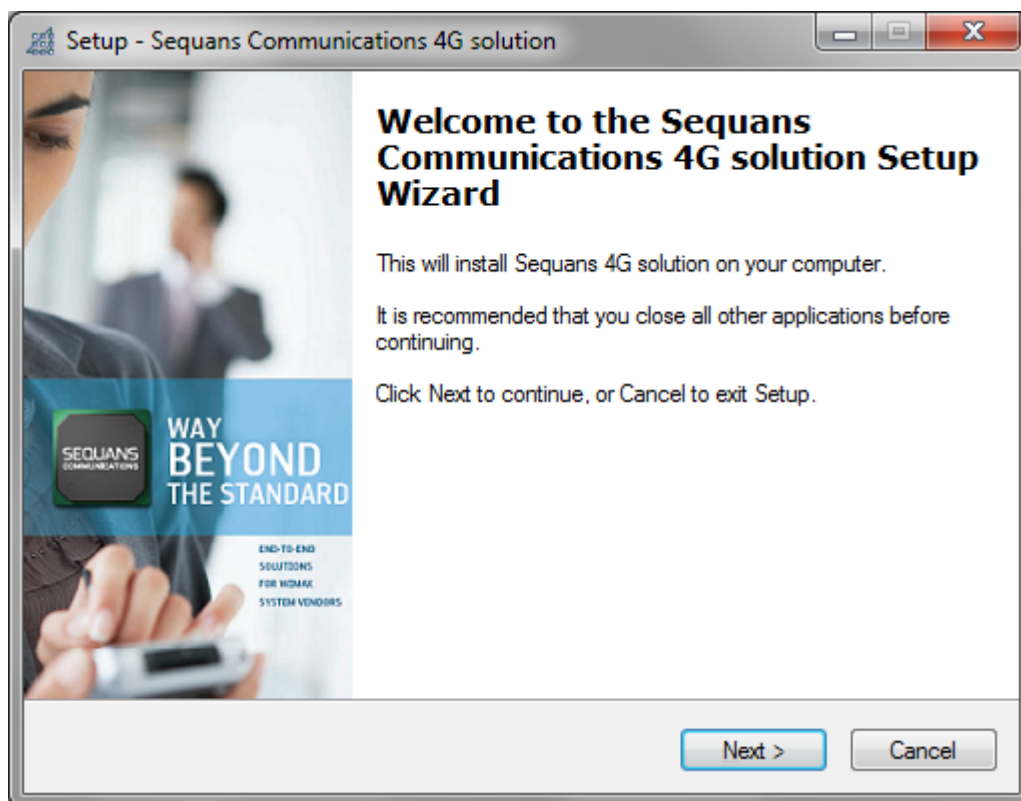 Setup - Sequans Communications 4G solution
Welcome to the Sequans
Communications 4G solution Setup
Wizard
This will install Sequans 4G solution on your computer.
It is recommended that you close all other applications before
continuing.
Click Next to continue, or Cancel to exit Setup.
SEQUANS
COMMUNICATIONS
WAY
BEYOND
THE STANDARD
END-TO-END
SOLUTIONS
FOR WIMAX
SYSTEM VENDORS
Next >
Cancel